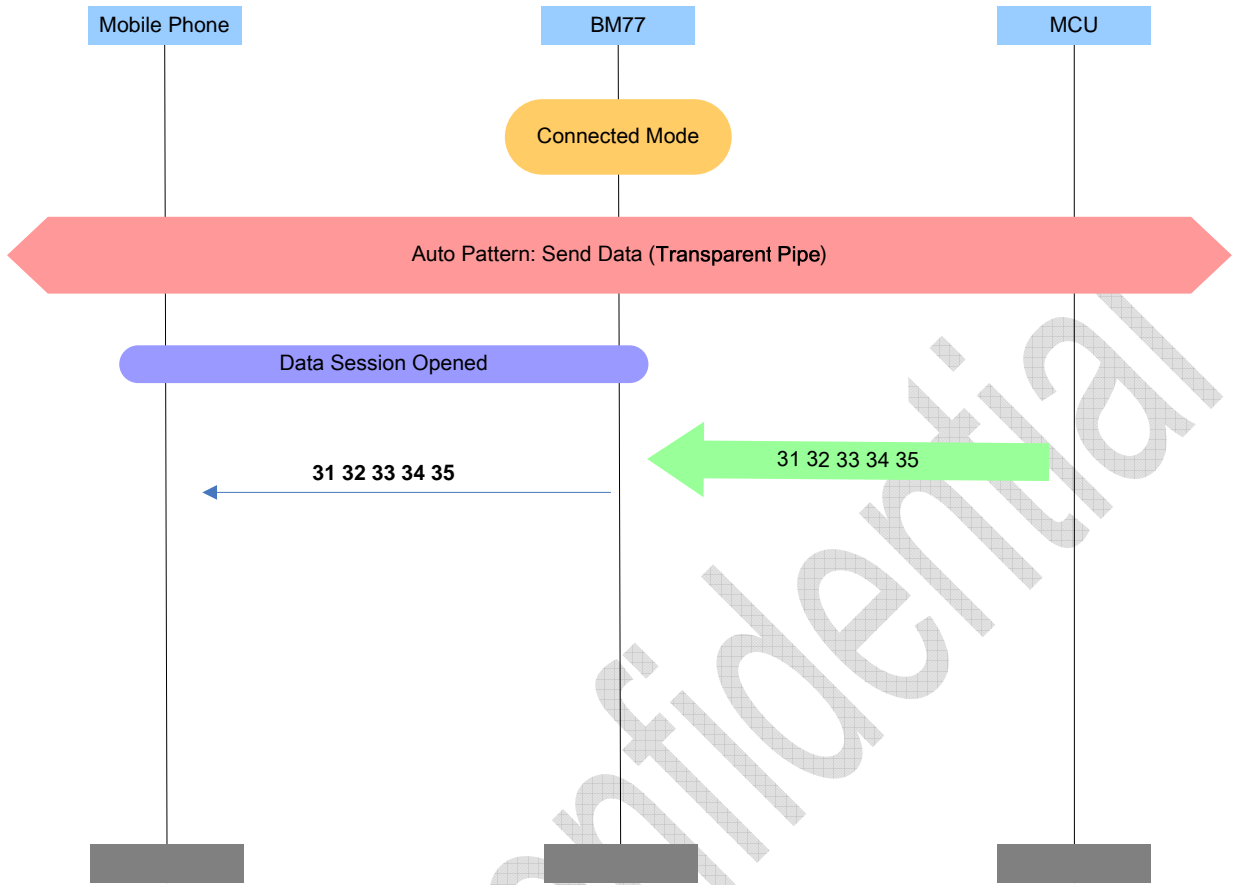 Mobile Phone
BM77
MCU
Connected Mode
Auto Pattern: Send Data (Transparent Pipe)
Data Session Opened
31 32 33 34 35
31 32 33 34 35